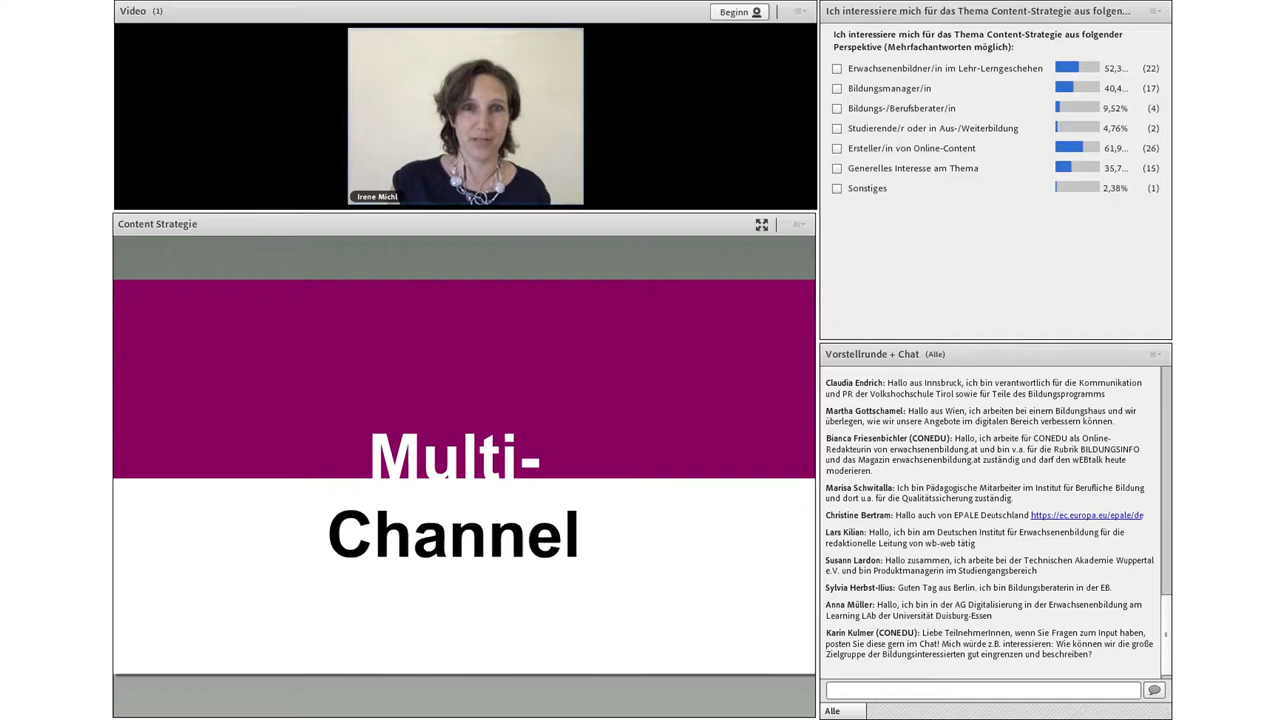 Video (1)
Beginn
Irene Michl
Content Strategie
Multi-
Channel
Ich interessiere mich für das Thema Content-Strategie aus folgen...
Ich interessiere mich für das Thema Content-Strategie aus folgender
Perspektive (Mehrfachantworten möglich):
Erwachsenenbildner/in im Lehr-Lerngeschehen 52,3... (22)
Bildungsmanager/in 40,4... (17)
Bildungs-/Berufsberater/in 9,52% (4)
Studierende/r oder in Aus-/Weiterbildung 4,76% (2)
Ersteller/in von Online-Content 61,9... (26)
Generelles Interesse am Thema 35,7... (15)
Sonstiges 2,38% (1)
Vorstellrunde + Chat (Alle)
Claudia Endrich: Hallo aus Innsbruck, ich bin verantwortlich für die Kommunikation
und PR der Volkshochschule Tirol sowie für Teile des Bildungsprogramms
Martha Gottschamel: Hallo aus Wien, ich arbeiten bei einem Bildungshaus und wir
überlegen, wie wir unsere Angebote im digitalen Bereich verbessern können.
Bianca Friesenbichler (CONEDU): Hallo, ich arbeite für CONEDU als Online-
Redakteurin von erwachsenenbildung.at und bin v.a. für die Rubrik BILDUNGSINFO
und das Magazin erwachsenenbildung.at zuständig und darf den wEBtalk heute
moderieren.
Marisa Schwitalla: Ich bin Pädagogische Mitarbeiter im Institut für Berufliche Bildung
und dort u.a. für die Qualitätssicherung zuständig.
Christine Bertram: Hallo auch von EPALE Deutschland https://ec.europa.eu/epale/de
Lars Kilian: Hallo, ich bin am Deutschen Institut für Erwachsenenbildung für die
redaktionelle Leitung von wb-web tätig
Susann Lardon: Hallo zusammen, ich arbeite bei der Technischen Akademie Wuppertal
e.V. und bin Produktmanagerin im Studiengangsbereich
Sylvia Herbst-Ilius: Guten Tag aus Berlin. ich bin Bildungsberaterin in der EB.
Anna Müller: Hallo, ich bin in der AG Digitalisierung in der Erwachsenenbildung am
Learning LAb der Universität Duisburg-Essen
Karin Kulmer (CONEDU): Liebe TeilnehmerInnen, wenn Sie Fragen zum Input haben,
posten Sie diese gern im Chat! Mich würde z.B. interessieren: Wie können wir die große
Zielgruppe der Bildungsinteressierten gut eingrenzen und beschreiben?
Alle